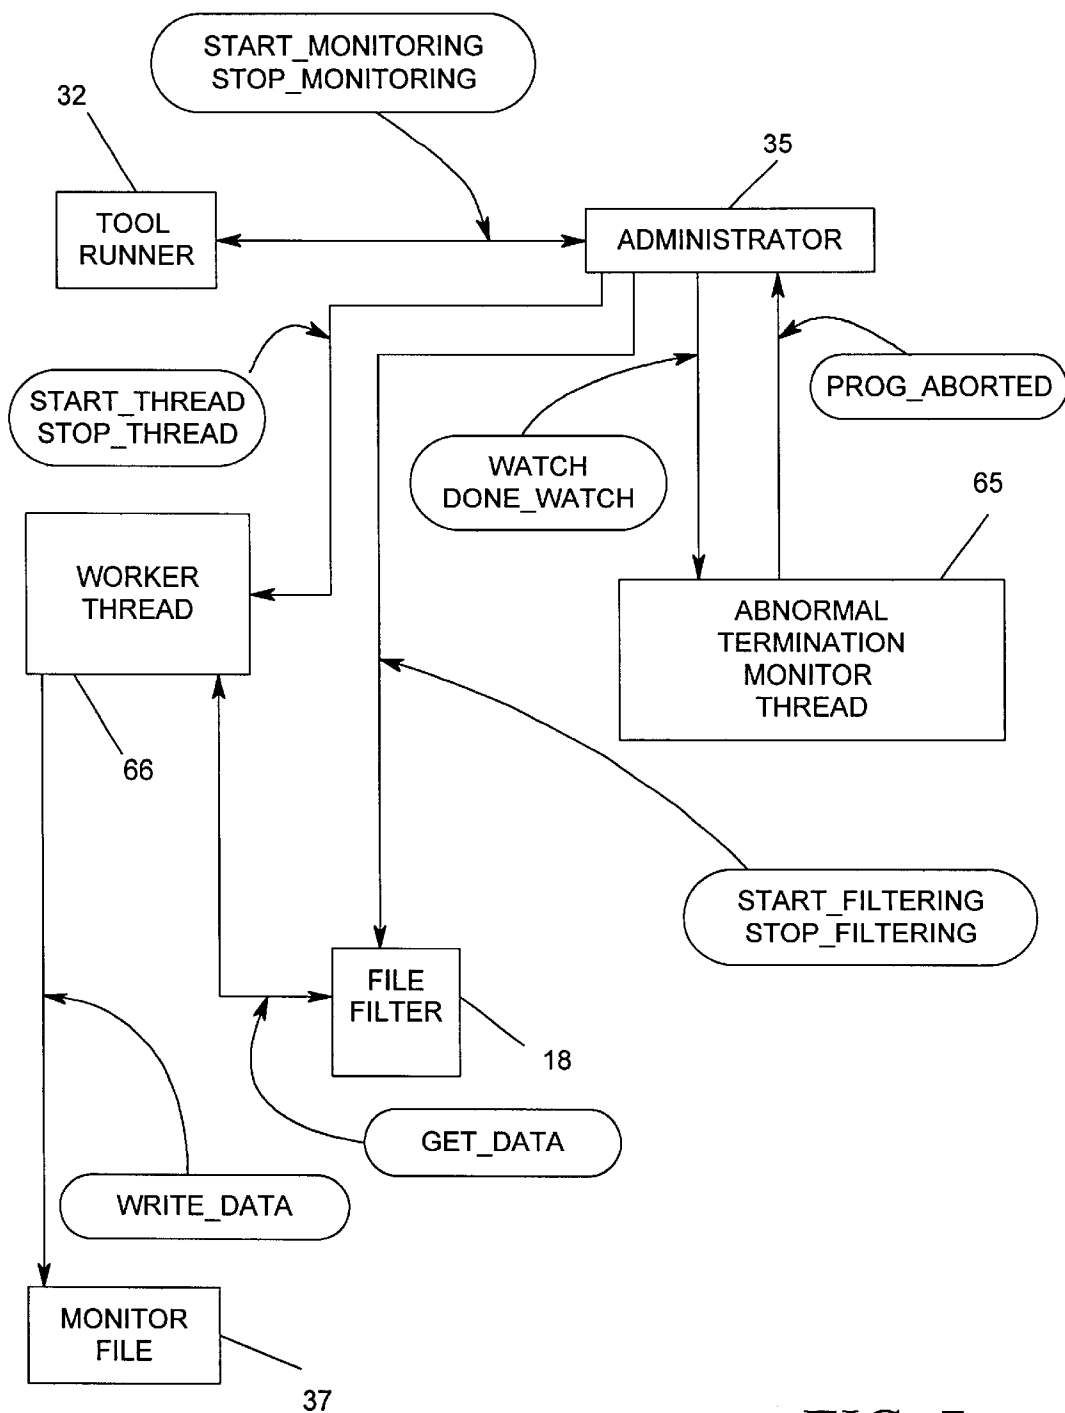 START_MONITORING
STOP_MONITORING
32
35
TOOL
RUNNER
ADMINISTRATOR
START_THREAD
STOP_THREAD
PROG_ABORTED
WATCH
DONE_WATCH
65
WORKER
THREAD
ABNORMAL
TERMINATION
MONITOR
THREAD
66
START_FILTERING
STOP_FILTERING
FILE
FILTER
18
GET_DATA
WRITE_DATA
MONITOR
FILE
37